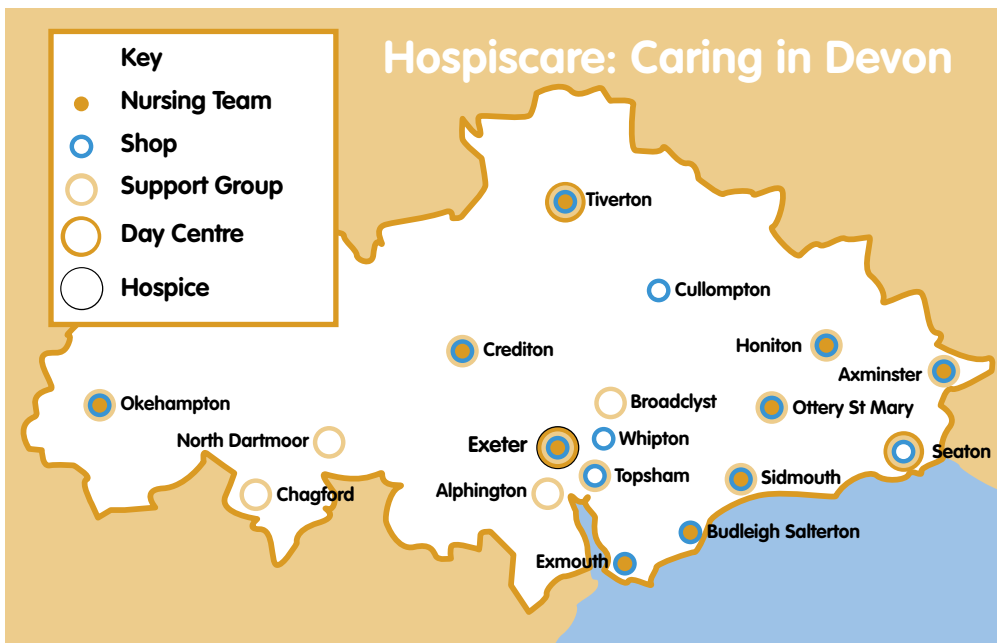 Hospiscare: Caring in Devon
Key
Nursing Team
Shop
Support Group
Day Centre
Hospice
Tiverton
Cullompton
Crediton
Honiton
Axminster
Okehampton
Broadclyst
Ottery St Mary
North Dartmoor
Exeter
Whipton
Seaton
Topsham
Sidmouth
Chagford
Alphington
Budleigh Salterton
Exmouth